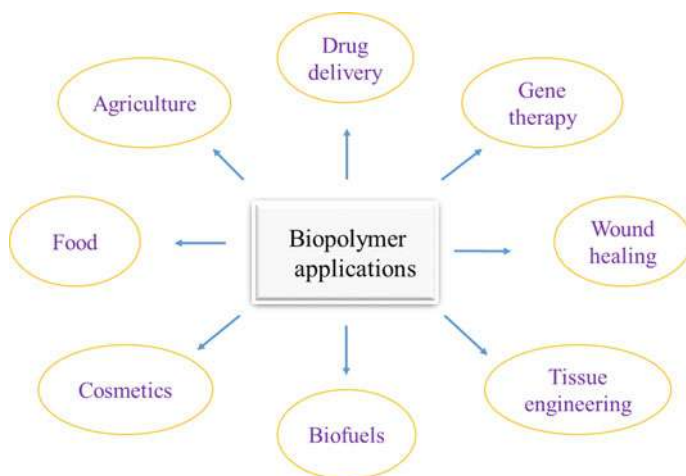 Drug
delivery
Agriculture
Gene
therapy
Food
Biopolymer
applications
Wound
healing
Cosmetics
Biofuels
Tissue
engineering